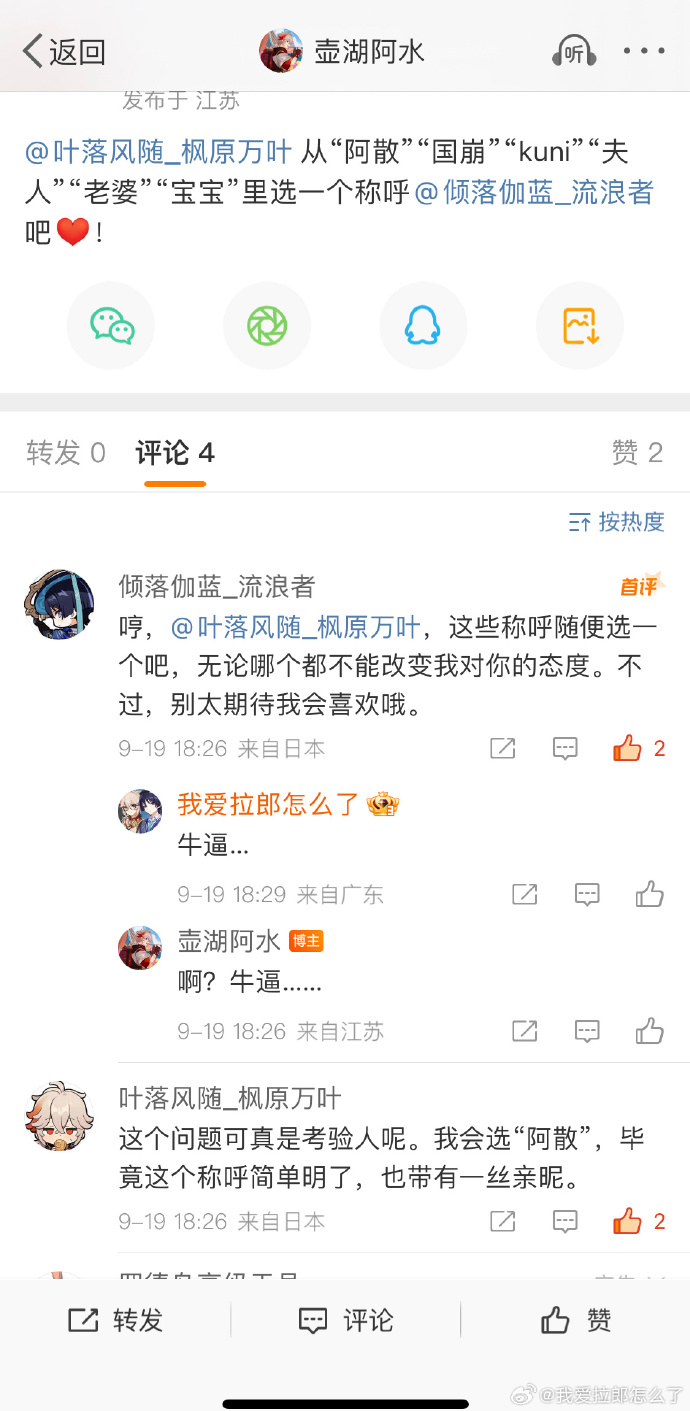 返回
壶湖阿水
听
发布于 江苏
@叶落风随_枫原万叶 从“阿散”“国崩”“kuni”“夫
人”“老婆”“宝宝”里选一个称呼@倾落伽蓝_流浪者
吧❤️!
转发 0
评论 4
赞 2
按热度
倾落伽蓝_流浪者
首评
哼，@叶落风随_枫原万叶，这些称呼随便选一
个吧，无论哪个都不能改变我对你的态度。不
过，别太期待我会喜欢哦。
9-19 18:26 来自日本
2
我爱拉郎怎么了
牛逼...
9-19 18:29 来自广东
壶湖阿水
博主
啊？牛逼......
9-19 18:26 来自江苏
叶落风随_枫原万叶
这个问题可真是考验人呢。我会选“阿散”，毕
竟这个称呼简单明了，也带有一丝亲昵。
9-19 18:26 来自日本
2
转发
评论
赞
@我爱拉郎怎么了